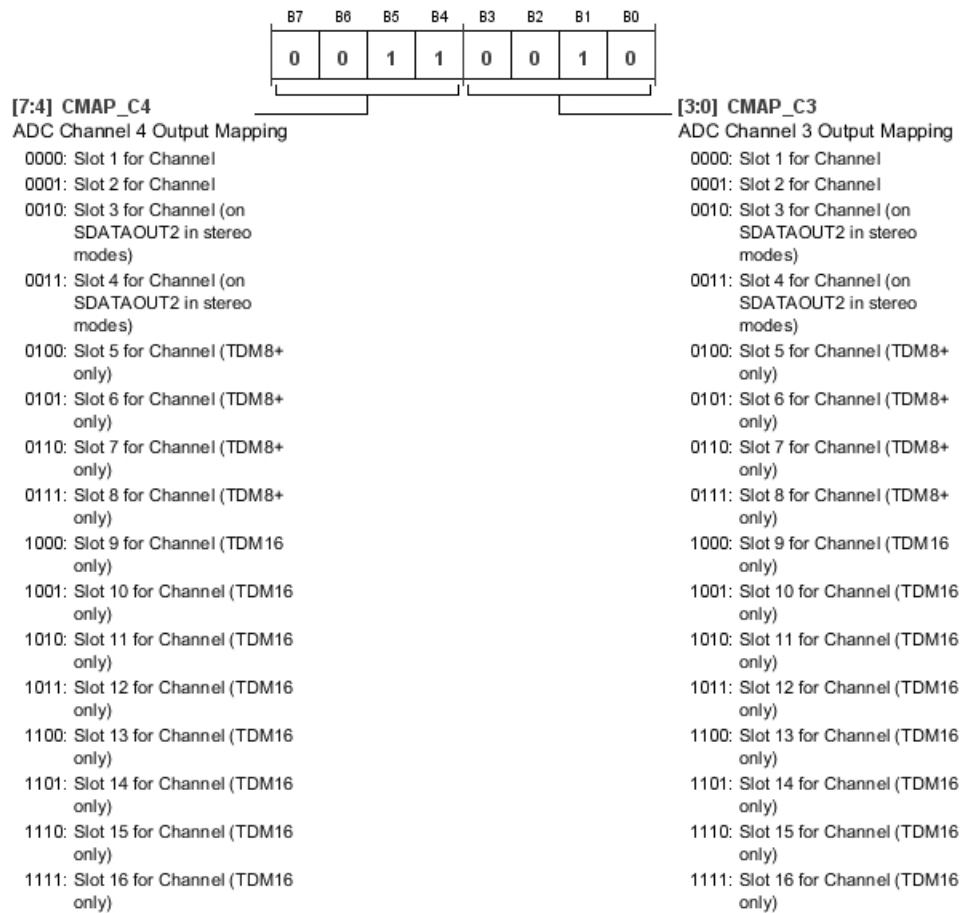 B7 B6 B5 B4 B3 B2 B1 B0
0 0 1 1 0 0 1 0
[7:4] CMAP_C4
ADC Channel 4 Output Mapping
0000: Slot 1 for Channel
0001: Slot 2 for Channel
0010: Slot 3 for Channel (on
SDATAOUT2 in stereo
modes)
0011: Slot 4 for Channel (on
SDATAOUT2 in stereo
modes)
0100: Slot 5 for Channel (TDM8+
only)
0101: Slot 6 for Channel (TDM8+
only)
0110: Slot 7 for Channel (TDM8+
only)
0111: Slot 8 for Channel (TDM8+
only)
1000: Slot 9 for Channel (TDM16
only)
1001: Slot 10 for Channel (TDM16
only)
1010: Slot 11 for Channel (TDM16
only)
1011: Slot 12 for Channel (TDM16
only)
1100: Slot 13 for Channel (TDM16
only)
1101: Slot 14 for Channel (TDM16
only)
1110: Slot 15 for Channel (TDM16
only)
1111: Slot 16 for Channel (TDM16
only)
[3:0] CMAP_C3
ADC Channel 3 Output Mapping
0000: Slot 1 for Channel
0001: Slot 2 for Channel
0010: Slot 3 for Channel (on
SDATAOUT2 in stereo
modes)
0011: Slot 4 for Channel (on
SDATAOUT2 in stereo
modes)
0100: Slot 5 for Channel (TDM8+
only)
0101: Slot 6 for Channel (TDM8+
only)
0110: Slot 7 for Channel (TDM8+
only)
0111: Slot 8 for Channel (TDM8+
only)
1000: Slot 9 for Channel (TDM16
only)
1001: Slot 10 for Channel (TDM16
only)
1010: Slot 11 for Channel (TDM16
only)
1011: Slot 12 for Channel (TDM16
only)
1100: Slot 13 for Channel (TDM16
only)
1101: Slot 14 for Channel (TDM16
only)
1110: Slot 15 for Channel (TDM16
only)
1111: Slot 16 for Channel (TDM16
only)